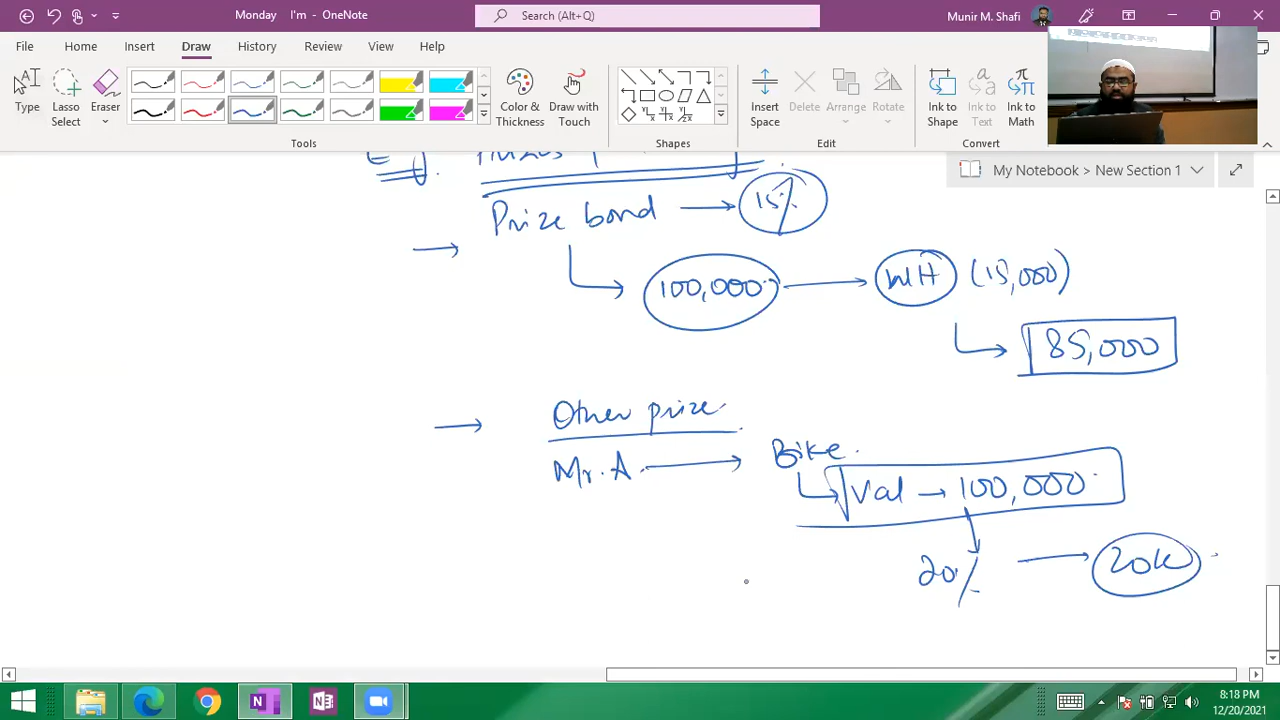 Monday I'm - OneNote
Search (Alt+Q)
Munir M. Shafi
File Home Insert Draw History Review View Help
Type
Lasso Select
Eraser
Color & Thickness
Draw with Touch
Insert Space
Delete
Arrange
Rotate
Ink to Shape
Ink to Text
Ink to Math
Tools
Shapes
Edit
Convert
My Notebook > New Section 1
Prize bond → 15%
100,000 → WH (15,000)
85,000
→ Other prize
Mr. A → Bike
Val → 100,000
20% → 20K
8:18 PM
12/20/2021